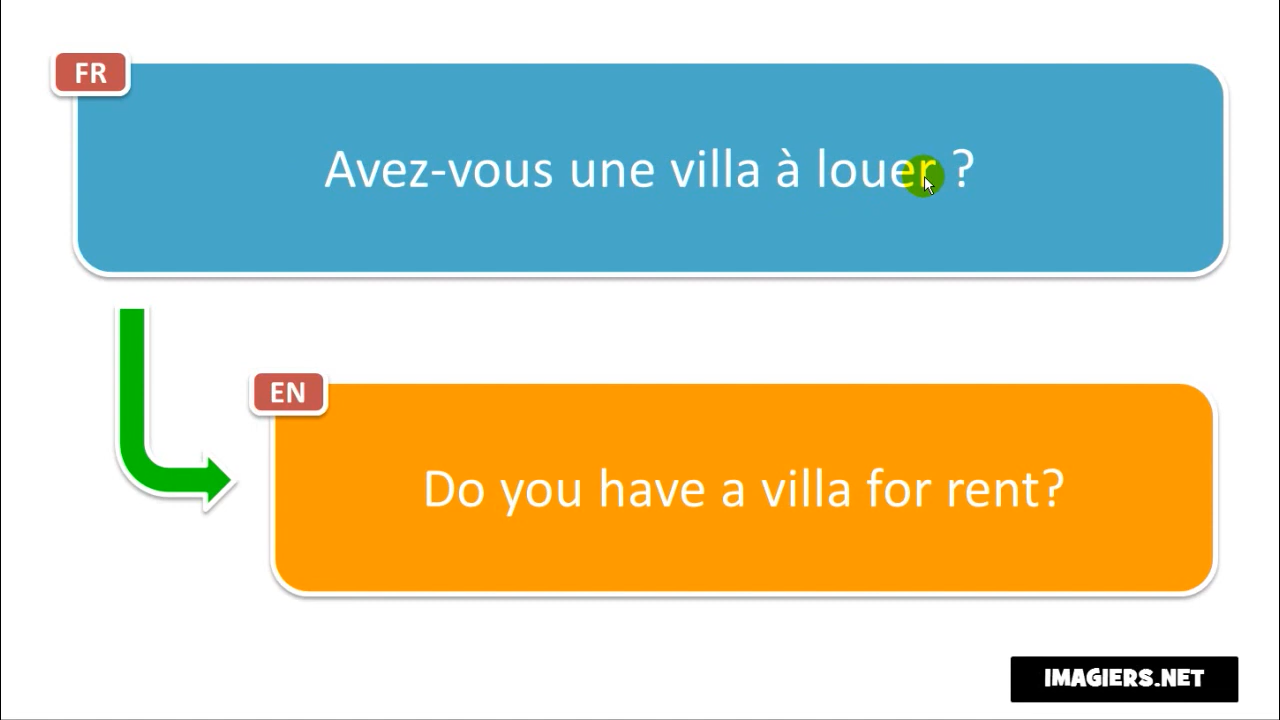 FR
Avez-vous une villa à louer ?
EN
Do you have a villa for rent?
IMAGIERS.NET